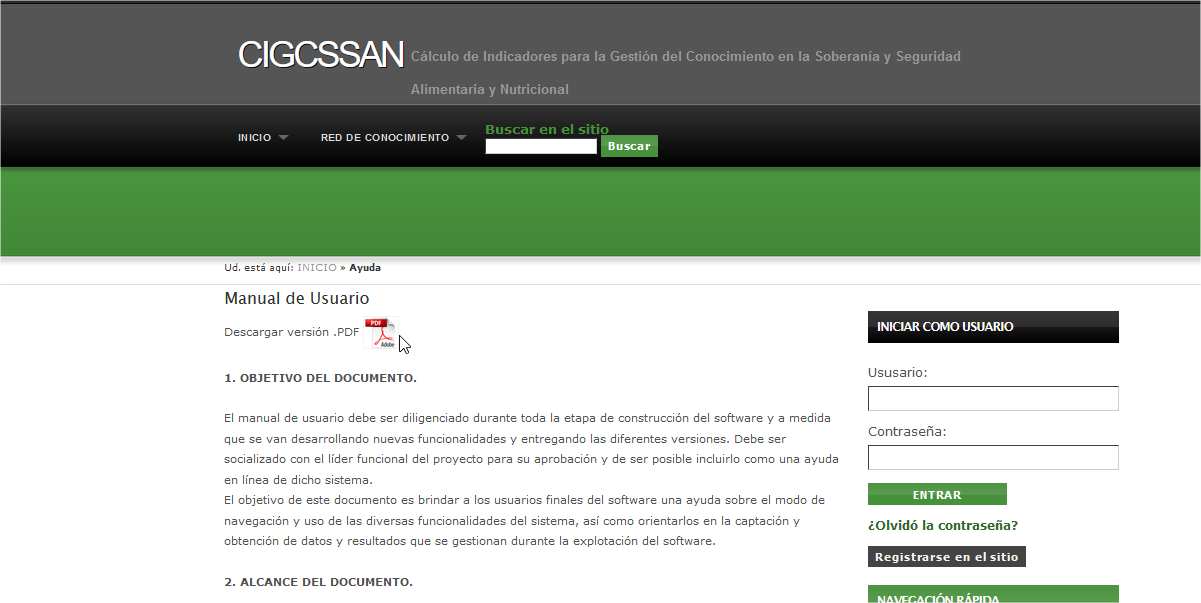 CIGCSSAN
Cálculo de Indicadores para la Gestión del Conocimiento en la Soberanía y Seguridad
Alimentaria y Nutricional
INICIO
RED DE CONOCIMIENTO
Buscar en el sitio
Buscar
Ud. está aquí: INICIO » Ayuda
Manual de Usuario
Descargar versión .PDF
PDF
Adobe
1. OBJETIVO DEL DOCUMENTO.
El manual de usuario debe ser diligenciado durante toda la etapa de construcción del software y a medida
que se van desarrollando nuevas funcionalidades y entregando las diferentes versiones. Debe ser
socializado con el líder funcional del proyecto para su aprobación y de ser posible incluirlo como una ayuda
en línea de dicho sistema.
El objetivo de este documento es brindar a los usuarios finales del software una ayuda sobre el modo de
navegación y uso de las diversas funcionalidades del sistema, así como orientarlos en la captación y
obtención de datos y resultados que se gestionan durante la explotación del software.
2. ALCANCE DEL DOCUMENTO.
INICIAR COMO USUARIO
Ususario:
Contraseña:
ENTRAR
¿Olvidó la contraseña?
Registrarse en el sitio
NAVEGACIÓN RÁPIDA